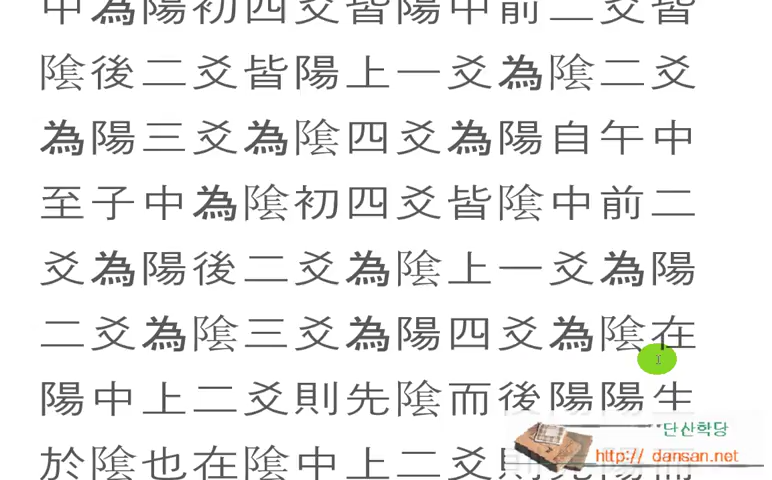 中為陽初四爻皆陽中前二爻皆
陰後二爻皆陽上一爻為陰二爻
為陽三爻為陰四爻為陽自午中
至子中為陰初四爻皆陰中前二
爻為陽後二爻為陰上一爻為陽
二爻為陰三爻為陽四爻為陰在
陽中上二爻則先陰而後陽陽生
於陰也在陰中上二爻則先陽而
단산학당
http:// dansan.net